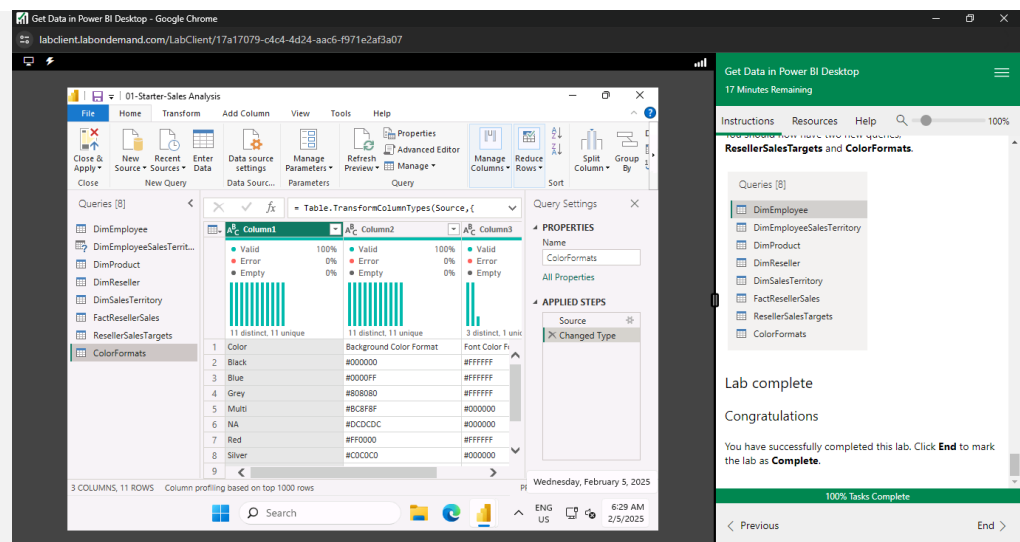 Get Data in Power BI Desktop - Google Chrome
labclient.labondemand.com/LabClient/17a17079-c4c4-4d24-aac6-f971e2af3a07
01-Starter-Sales Analysis
File Home Transform Add Column View Tools Help
Close & Apply
New Source
Recent Sources
Enter Data
Data source settings
Manage Parameters
Refresh Preview
Properties
Advanced Editor
Manage
Manage Columns
Reduce Rows
Split Column
Group By
Close New Query Data Sourc... Parameters Query Sort
Queries [8]
DimEmployee
DimEmployeeSalesTerrit...
DimProduct
DimReseller
DimSalesTerritory
FactResellerSales
ResellerSalesTargets
ColorFormats
fx = Table.TransformColumnTypes(Source,{
Column1 Column2 Column3
Valid 100% Valid 100% Valid
Error 0% Error 0% Error
Empty 0% Empty 0% Empty
11 distinct, 11 unique 11 distinct, 11 unique 3 distinct, 1 unic
1 Color Background Color Format Font Color Fo
2 Black #000000 #FFFFFF
3 Blue #0000FF #FFFFFF
4 Grey #808080 #FFFFFF
5 Multi #BC8F8F #000000
6 NA #DCDCDC #000000
7 Red #FF0000 #FFFFFF
8 Silver #C0C0C0 #000000
9
Query Settings
PROPERTIES
Name
ColorFormats
All Properties
APPLIED STEPS
Source
Changed Type
3 COLUMNS, 11 ROWS Column profiling based on top 1000 rows
Wednesday, February 5, 2025
Search
ENG
US
6:29 AM
2/5/2025
Get Data in Power BI Desktop
17 Minutes Remaining
Instructions Resources Help 100%
You should now have two new queries,
ResellerSalesTargets and ColorFormats.
Queries [8]
DimEmployee
DimEmployeeSalesTerritory
DimProduct
DimReseller
DimSalesTerritory
FactResellerSales
ResellerSalesTargets
ColorFormats
Lab complete
Congratulations
You have successfully completed this lab. Click End to mark
the lab as Complete.
100% Tasks Complete
Previous End